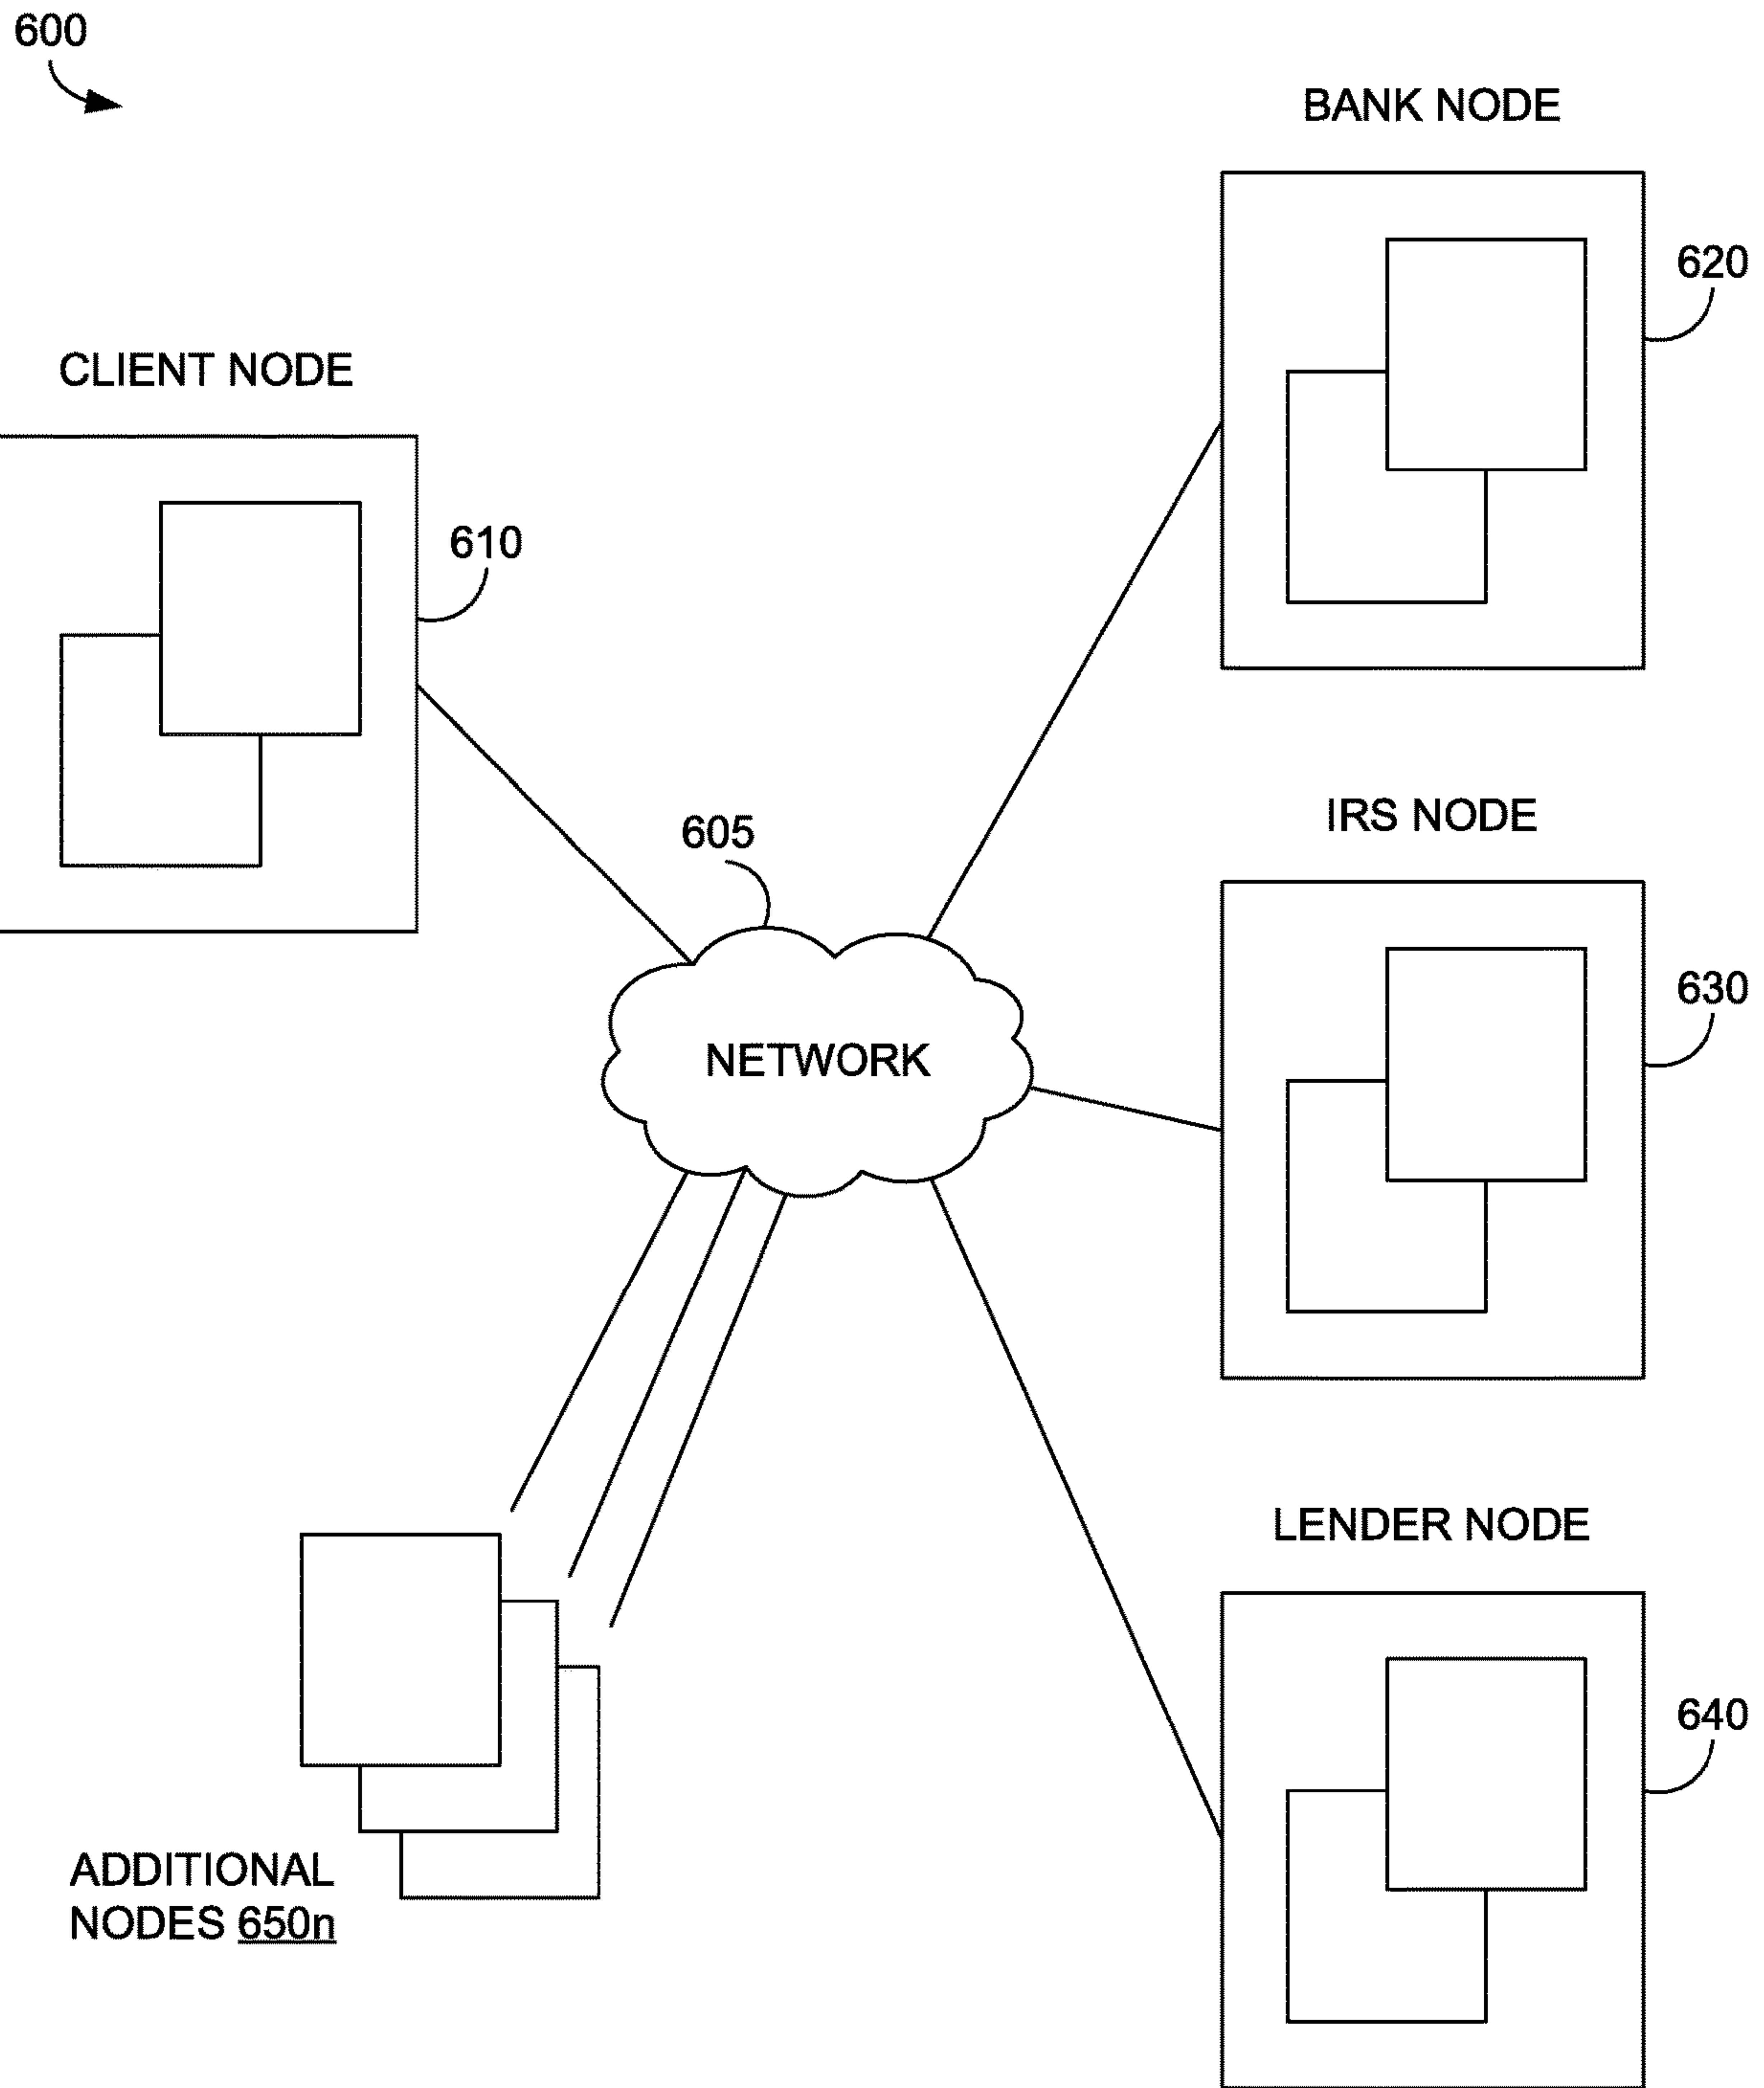 600
BANK NODE
620
CLIENT NODE
610
IRS NODE
605
630
NETWORK
LENDER NODE
640
ADDITIONAL
NODES 650n